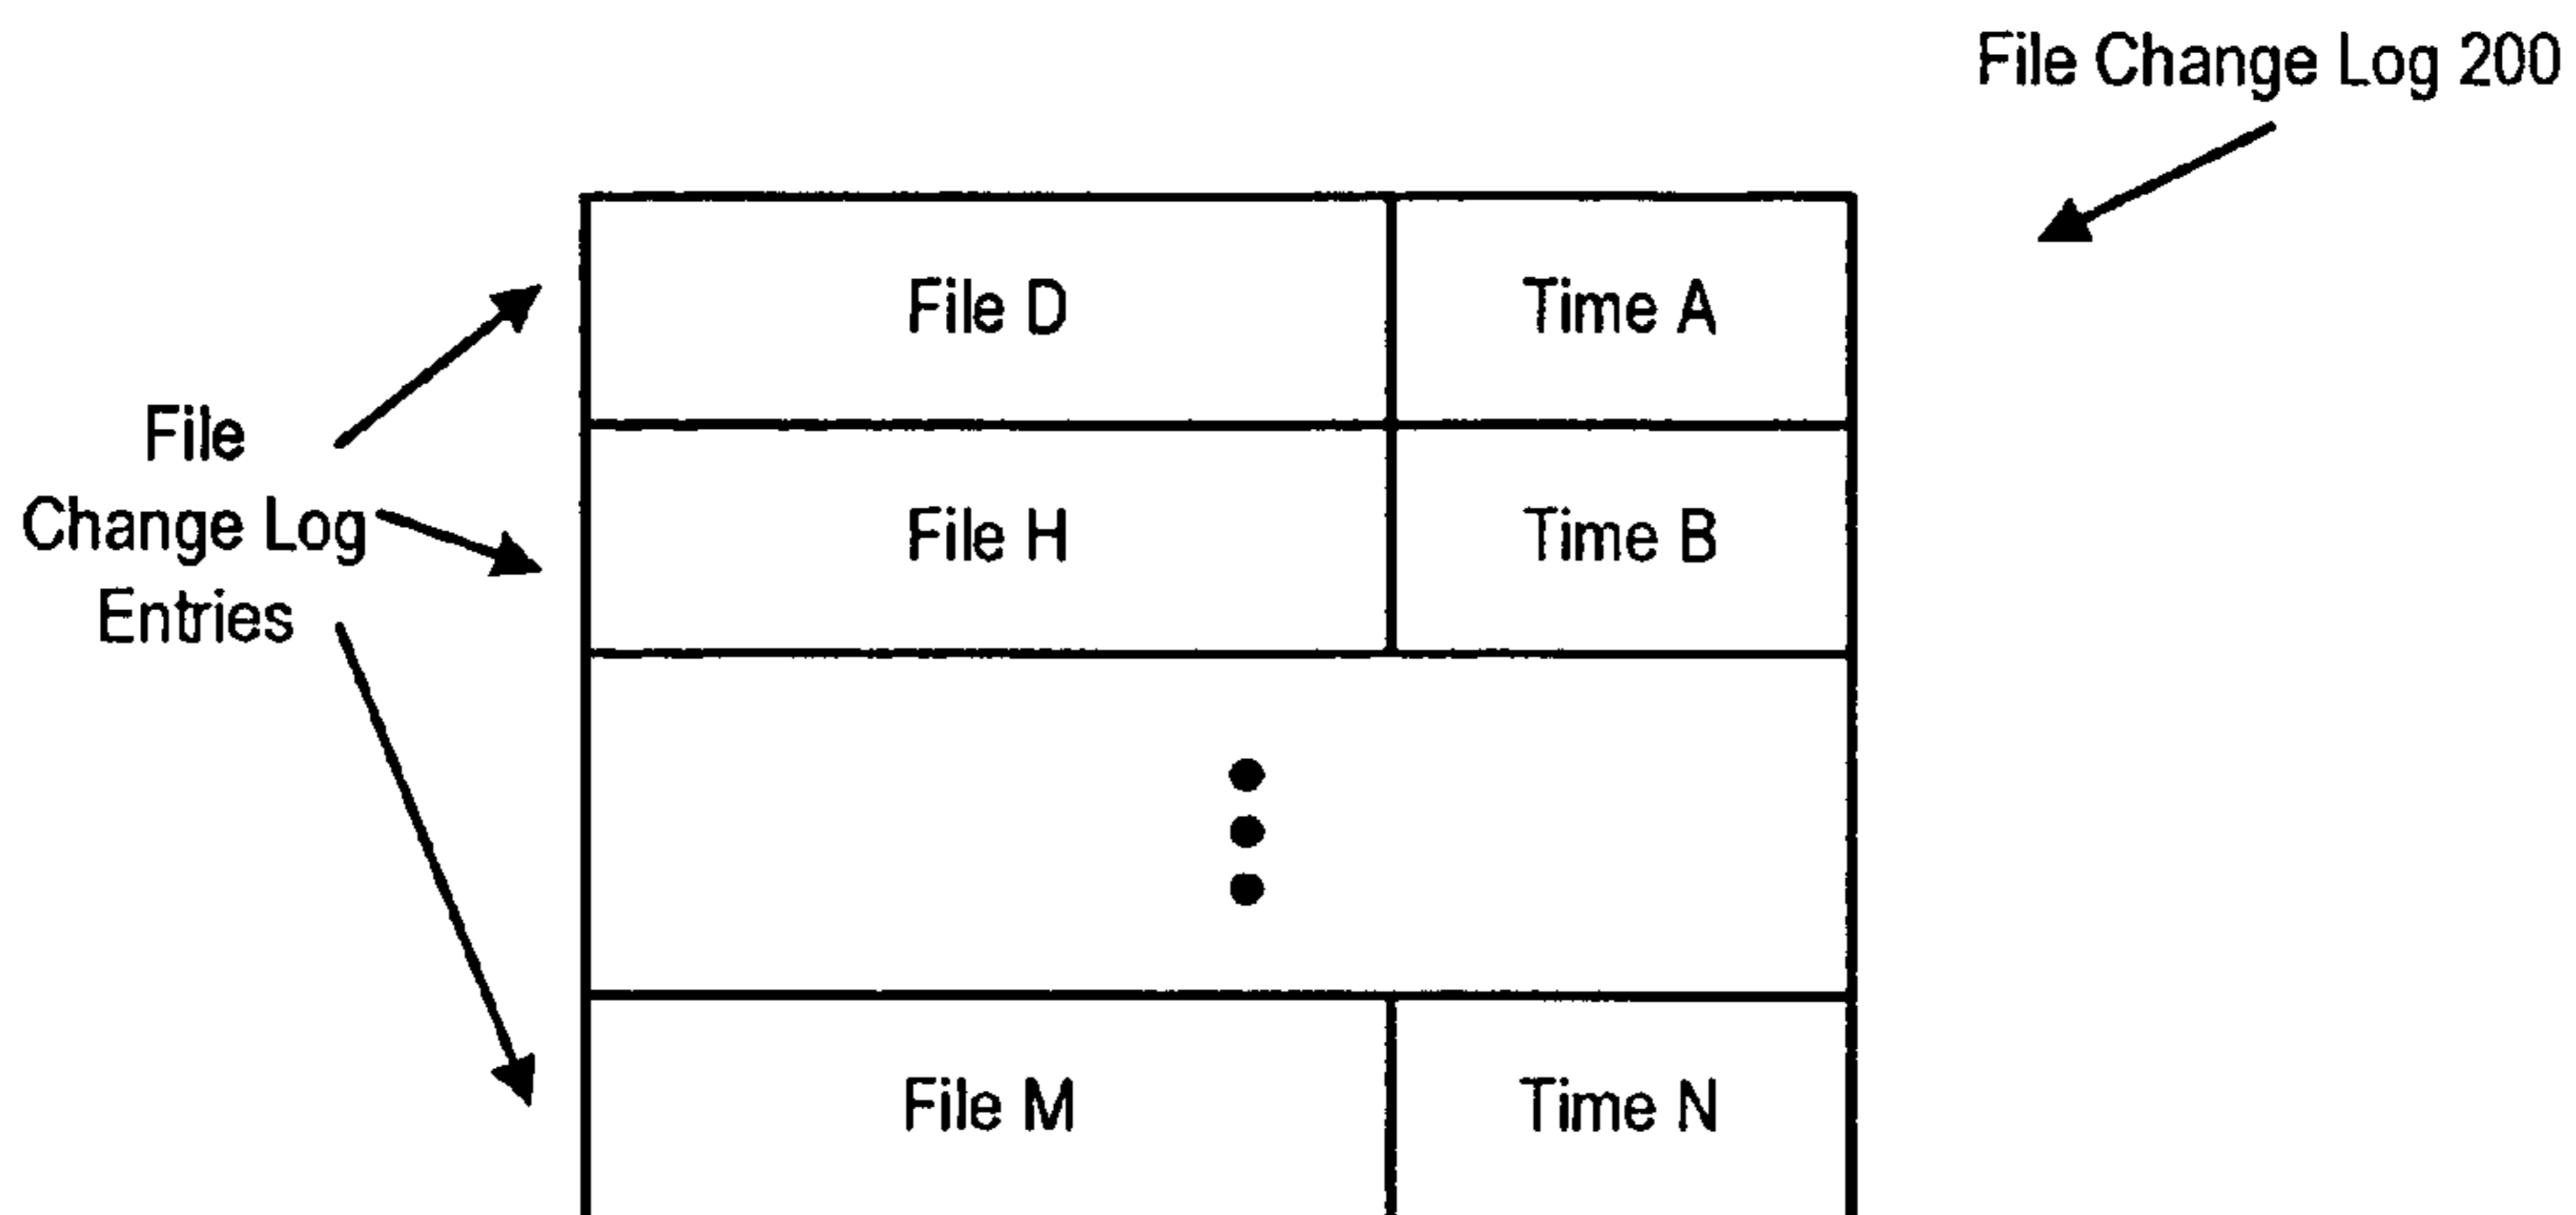 File Change Log 200
File D
Time A
File
Change Log
Entries
File H
Time B
File M
Time N